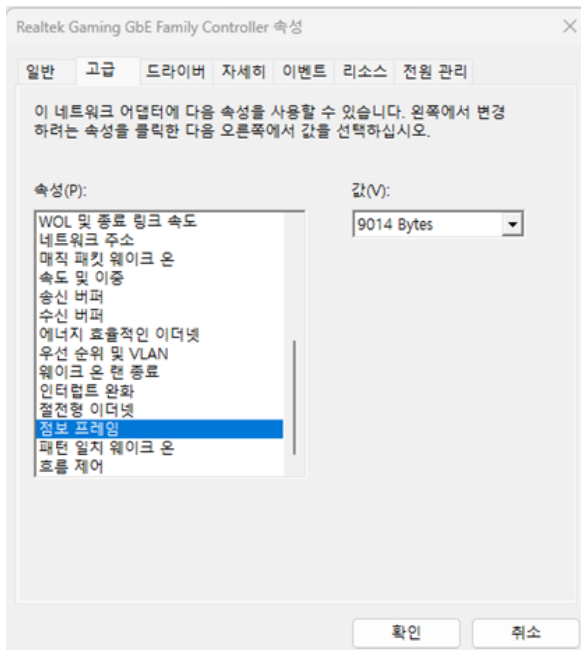 Realtek Gaming GbE Family Controller 속성
일반 고급 드라이버 자세히 이벤트 리소스 전원 관리
이 네트워크 어댑터에 다음 속성을 사용할 수 있습니다. 왼쪽에서 변경
하려는 속성을 클릭한 다음 오른쪽에서 값을 선택하십시오.
속성(P): 값(V):
WOL 및 종료 링크 속도 9014 Bytes
네트워크 주소
매직 패킷 웨이크 온
속도 및 이중
송신 버퍼
수신 버퍼
에너지 효율적인 이더넷
우선 순위 및 VLAN
웨이크 온 랜 종료
인터럽트 완화
절전형 이더넷
점보 프레임
패턴 일치 웨이크 온
흐름 제어
확인 취소